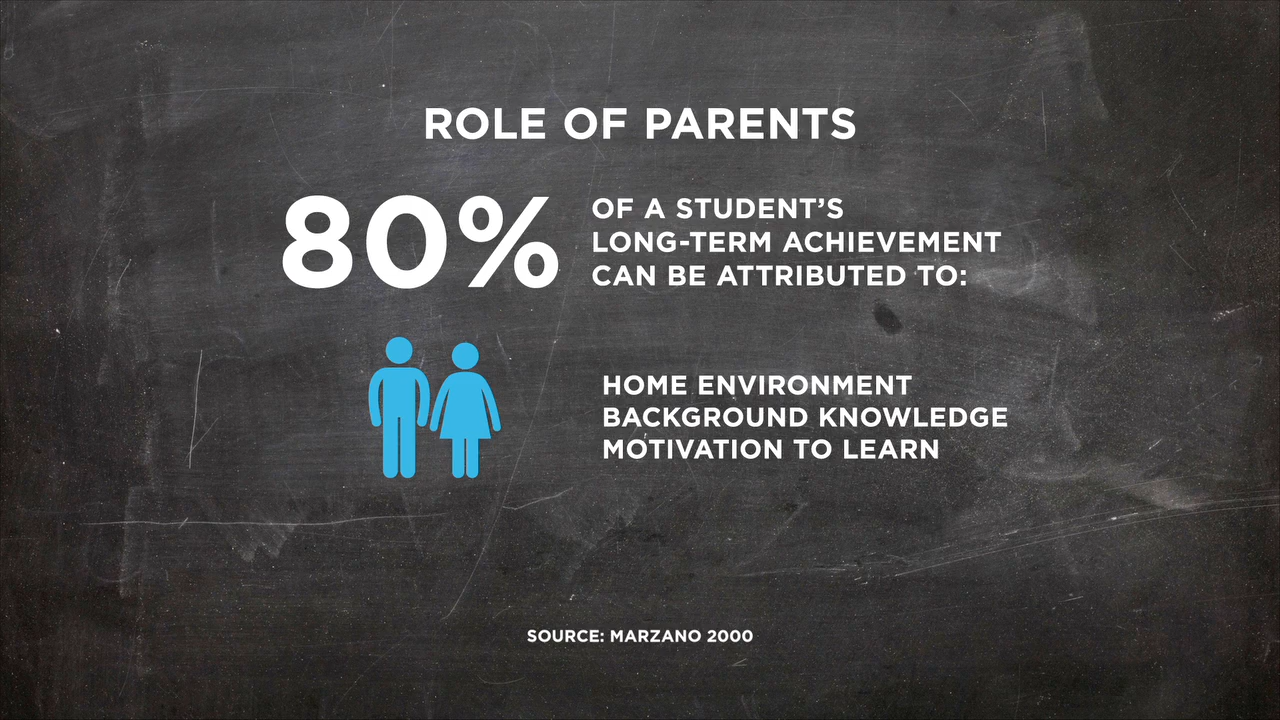 ROLE OF PARENTS
80%
OF A STUDENT'S
LONG-TERM ACHIEVEMENT
CAN BE ATTRIBUTED TO:
HOME ENVIRONMENT
BACKGROUND KNOWLEDGE
MOTIVATION TO LEARN
SOURCE: MARZANO 2000